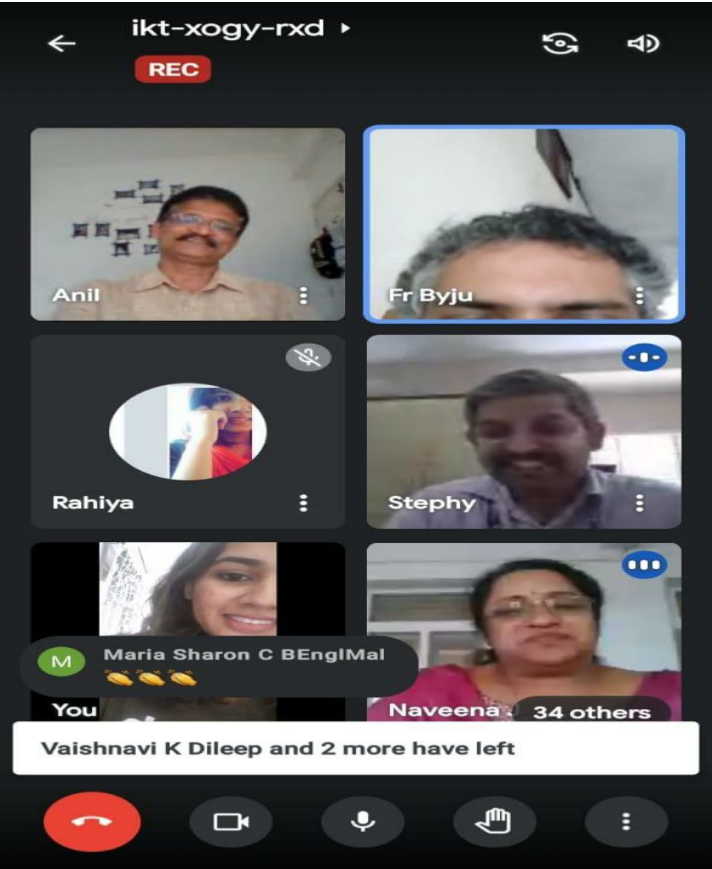 ikt-xogy-rxd
REC
Anil
Fr Byju
Rahiya
Stephy
M
Maria Sharon C BEnglMal
👏👏👏
You
Naveena
34 others
Vaishnavi K Dileep and 2 more have left